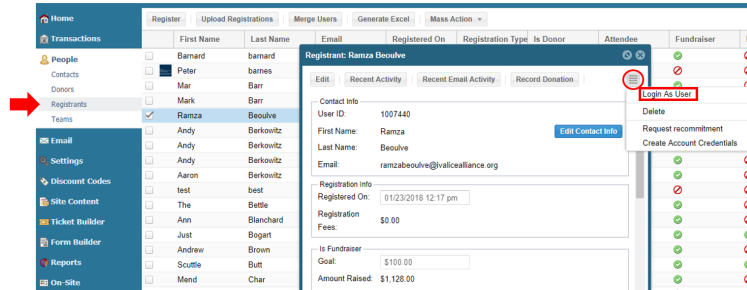 Home
Transactions
People
Contacts
Donors
Registrants
Teams
Email
Settings
Discount Codes
Site Content
Ticket Builder
Form Builder
Reports
On-Site
Register Upload Registrations Merge Users Generate Excel Mass Action
First Name Last Name Email Registered On Registration Type Is Donor Attendee Fundraiser
Barnard barnard
Peter barnes
Mar Barr
Mark Barr
Ramza Beoulve
Andy Berkowitz
Andy Berkowitz
Andy Berkowitz
Aaron Berkowitz
test best
The Bettle
Ann Blanchard
Just Bogart
Andrew Brown
Scuttle Butt
Mend Char
Registrant: Ramza Beoulve
Edit Recent Activity Recent Email Activity Record Donation
Login As User
Delete
Request recommitment
Create Account Credentials
Contact Info
User ID: 1007440
First Name: Ramza Edit Contact Info
Last Name: Beoulve
Email: ramzabeoulve@ivalicealliance.org
Registration Info
Registered On: 01/23/2018 12:17 pm
Registration
Fees: $0.00
Is Fundraiser
Goal: $100.00
Amount Raised: $1,128.00